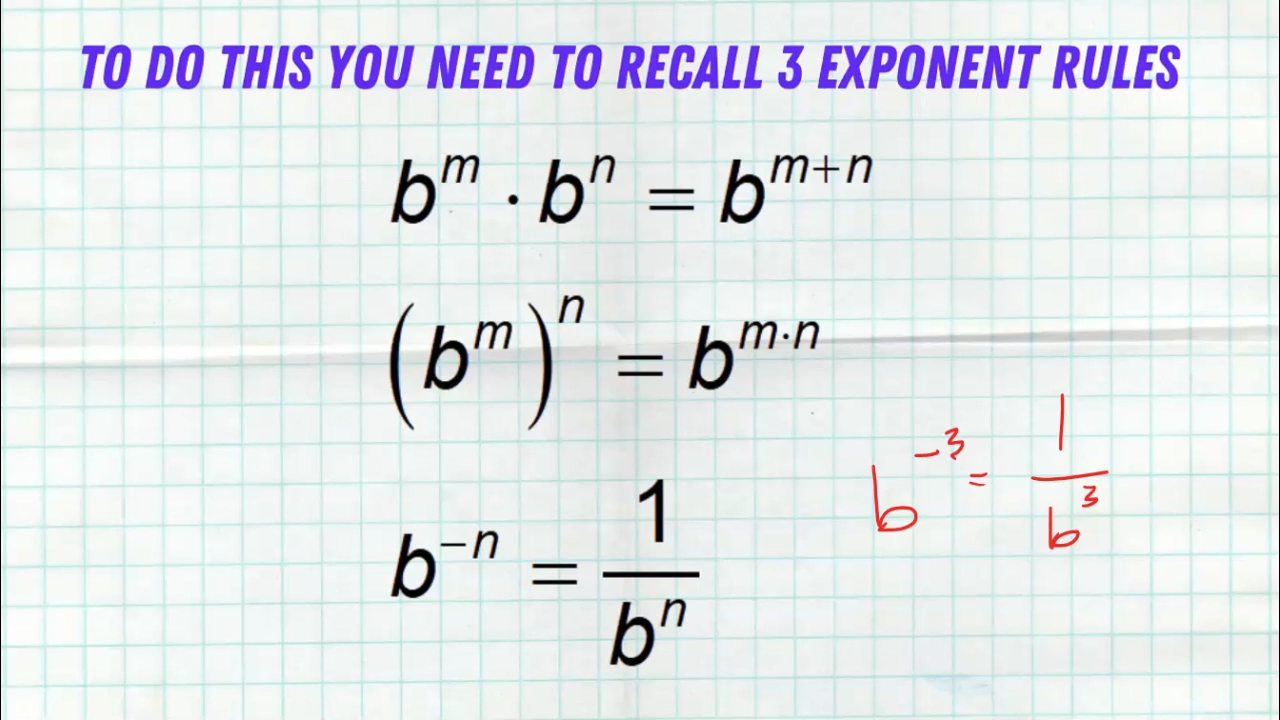 TO DO THIS YOU NEED TO RECALL 3 EXPONENT RULES
b^m · b^n = b^{m+n}
(b^m)^n = b^{m·n}
b^{-3} = 1/b^3
b^{-n} = 1/b^n